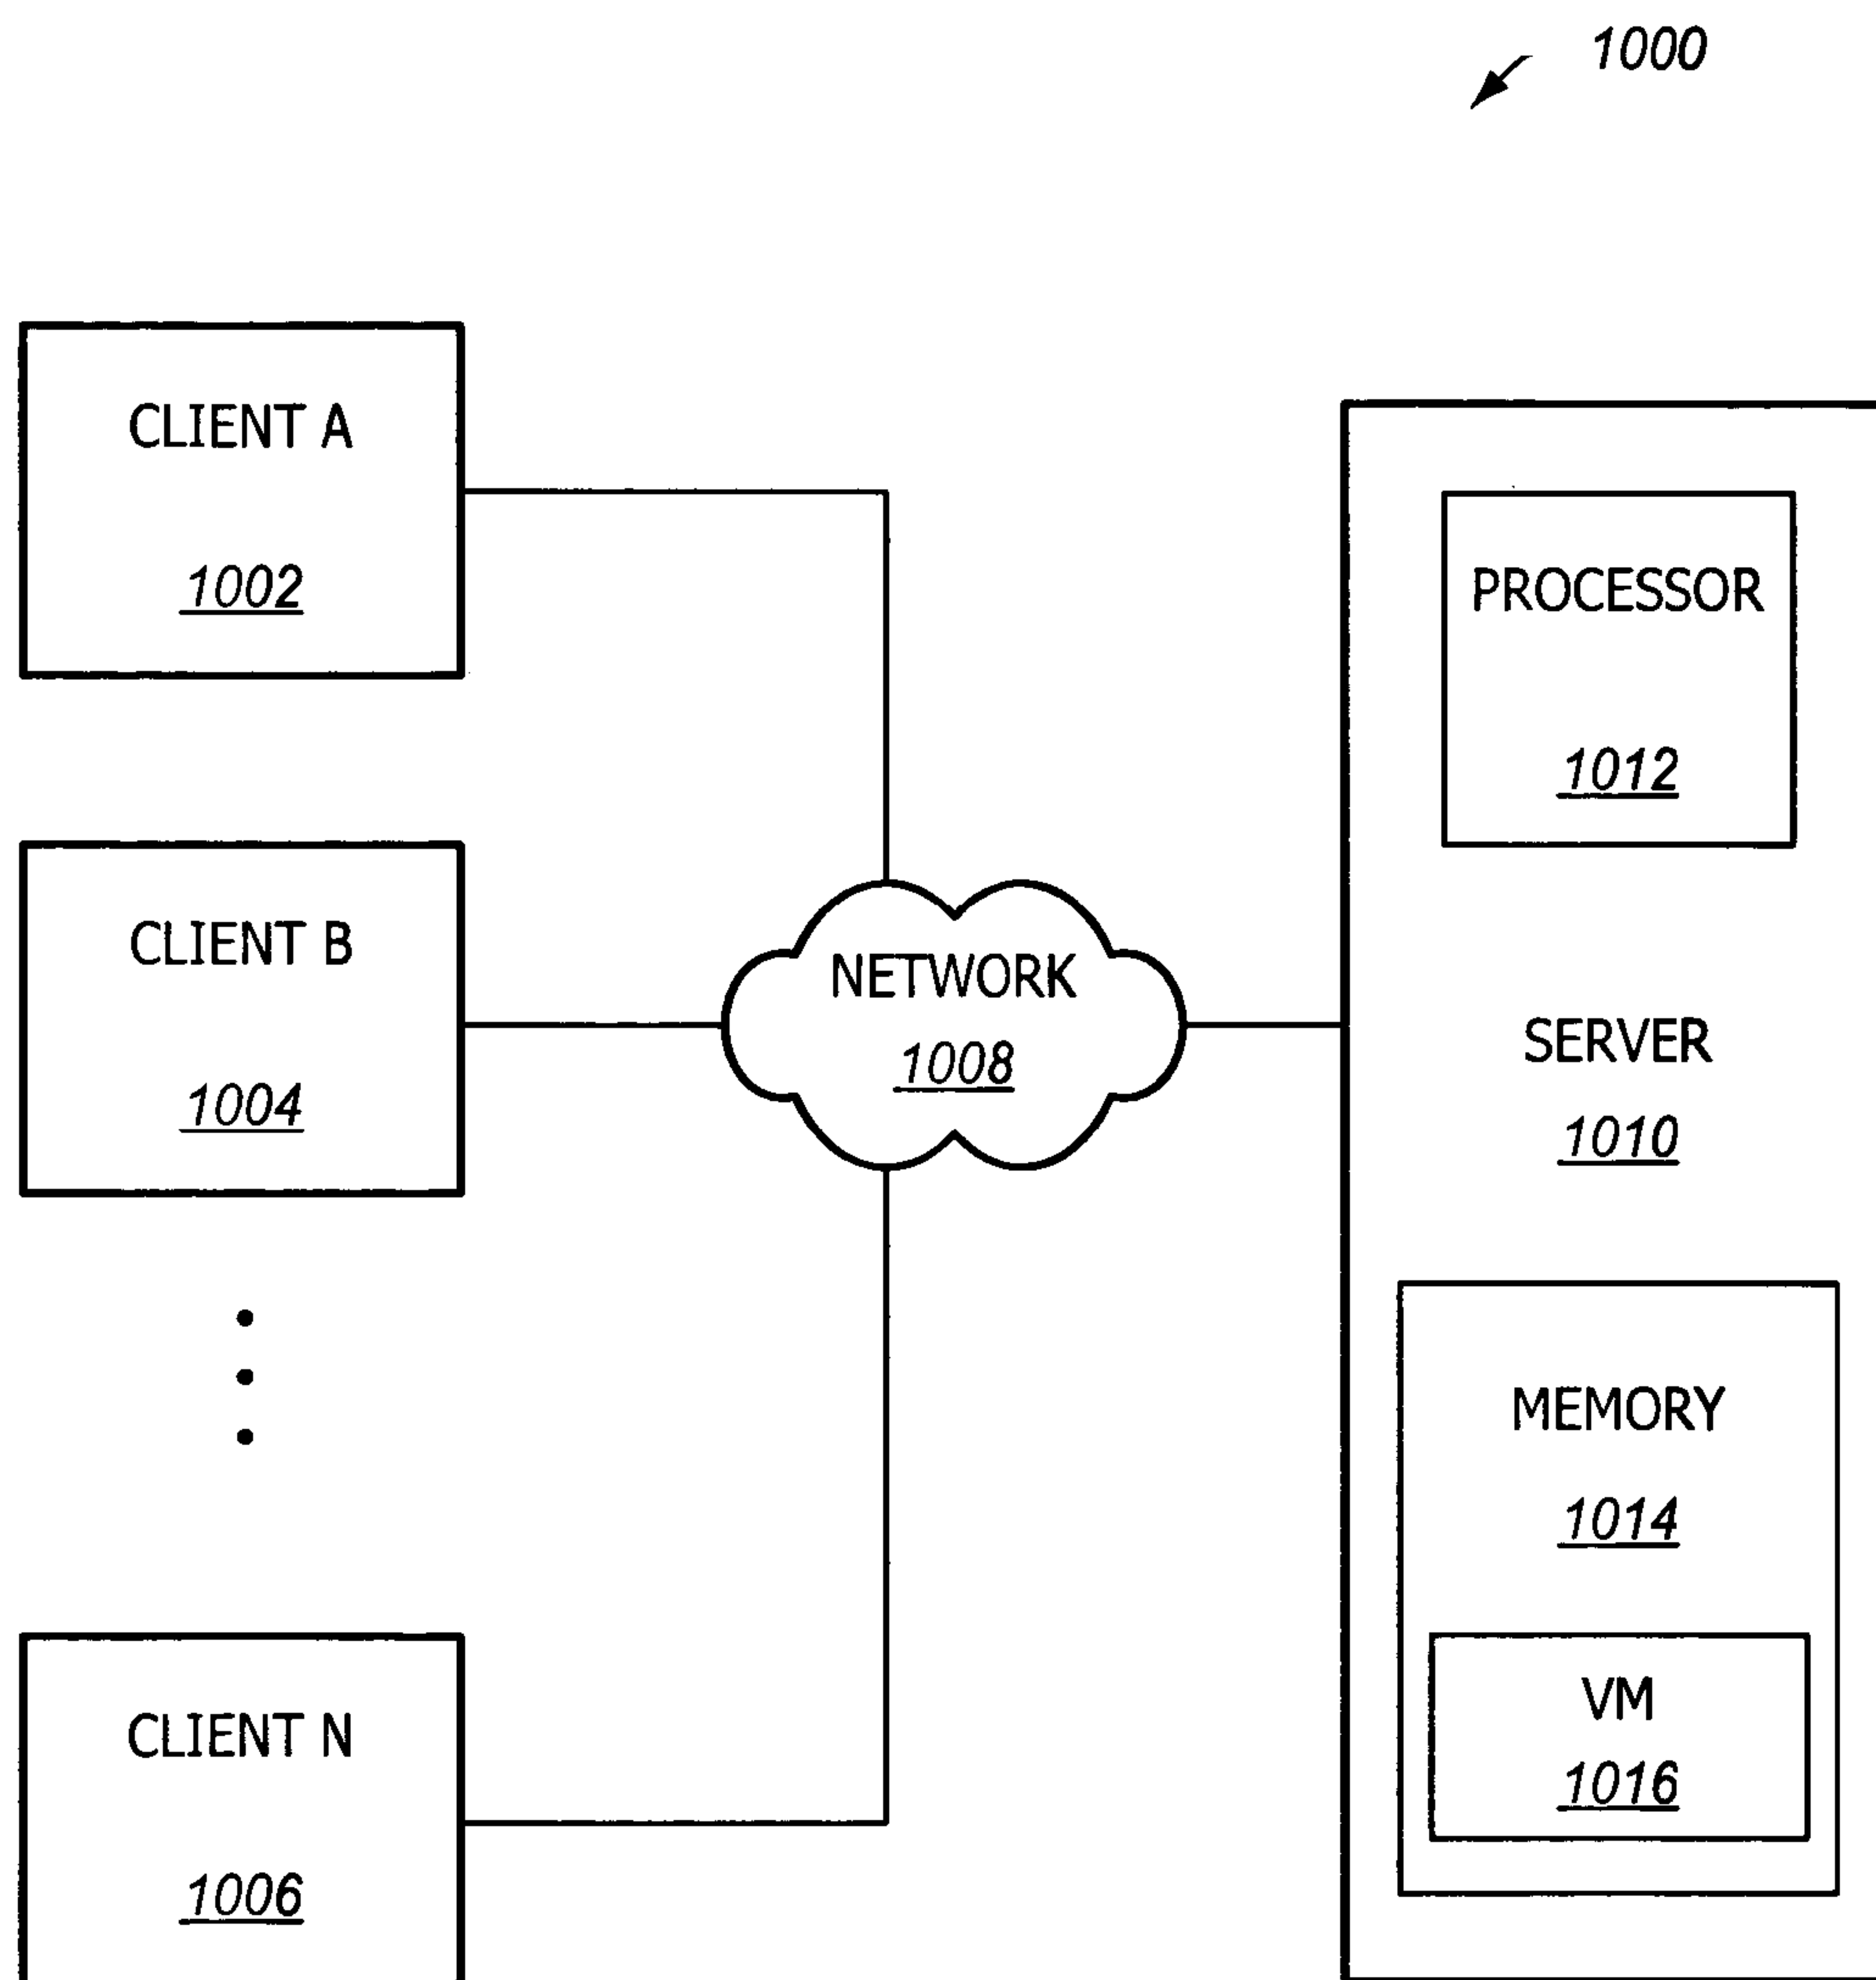 1000
CLIENT A
1002
CLIENT B
1004
CLIENT N
1006
NETWORK
1008
PROCESSOR
1012
SERVER
1010
MEMORY
1014
VM
1016